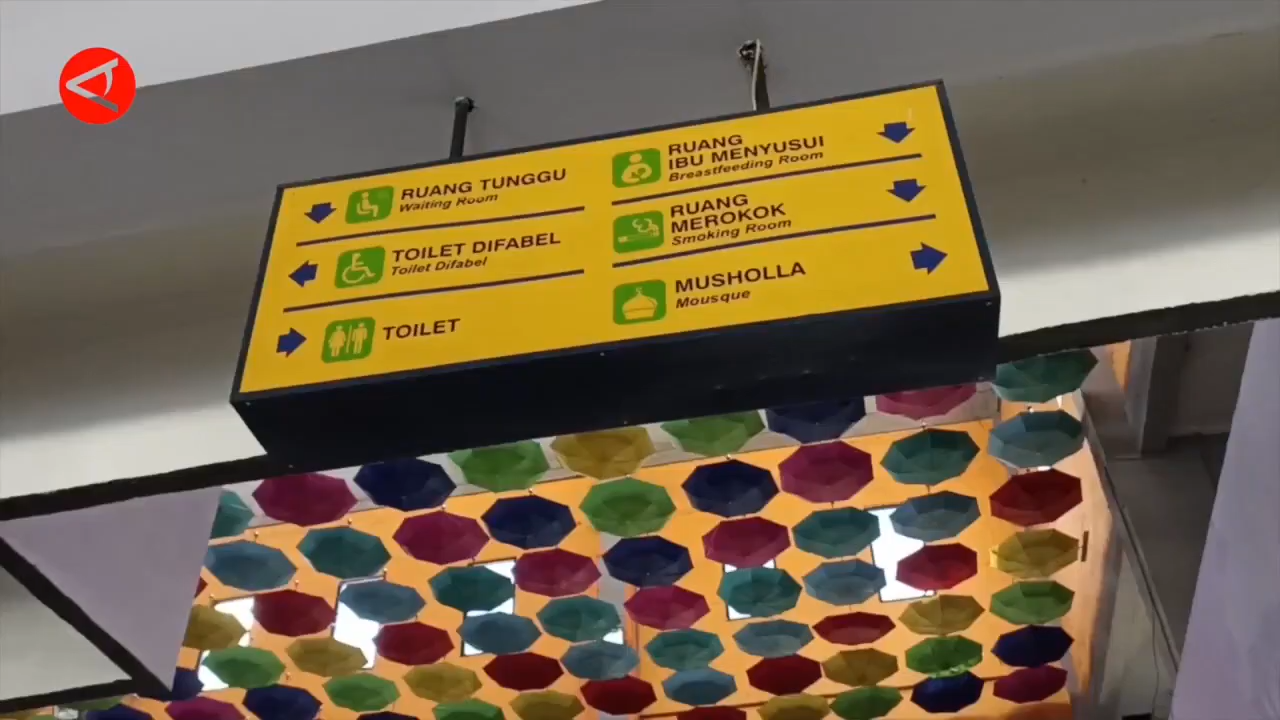 RUANG TUNGGU
Waiting Room
TOILET DIFABEL
Toilet Difabel
TOILET
RUANG
IBU MENYUSUI
Breastfeeding Room
RUANG
MEROKOK
Smoking Room
MUSHOLLA
Mousque